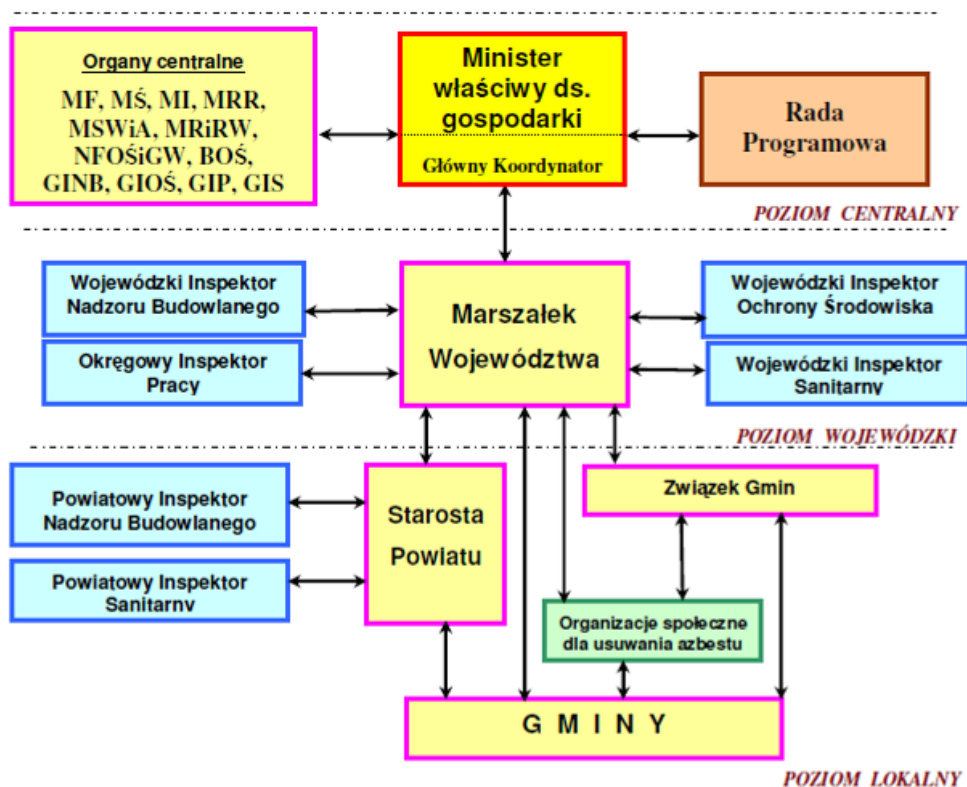 Organy centralne
MF, MŚ, MI, MRR,
MSWiA, MRiRW,
NFOŚiGW, BOŚ,
GINB, GIOŚ, GIP, GIS
Minister
właściwy ds.
gospodarki
Główny Koordynator
Rada
Programowa
POZIOM CENTRALNY
Wojewódzki Inspektor
Nadzoru Budowlanego
Okręgowy Inspektor
Pracy
Marszałek
Województwa
Wojewódzki Inspektor
Ochrony Środowiska
Wojewódzki Inspektor
Sanitarny
POZIOM WOJEWÓDZKI
Powiatowy Inspektor
Nadzoru Budowlanego
Powiatowy Inspektor
Sanitarny
Starosta
Powiatu
Związek Gmin
Organizacje społeczne
dla usuwania azbestu
G M I N Y
POZIOM LOKALNY